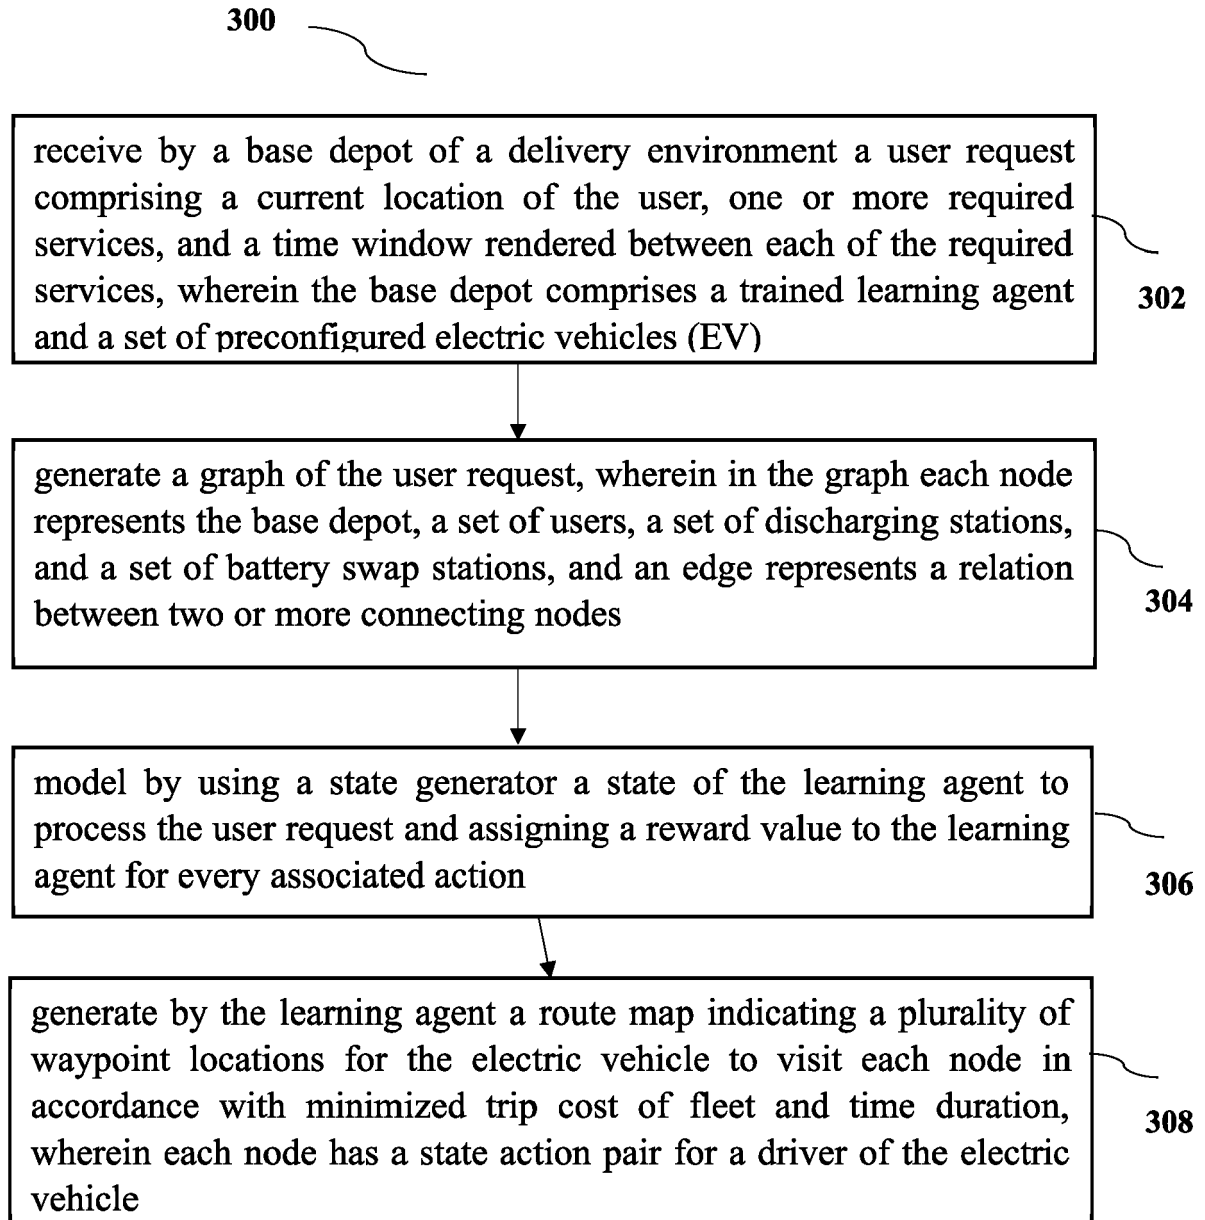 300
receive by a base depot of a delivery environment a user request
comprising a current location of the user, one or more required
services, and a time window rendered between each of the required
services, wherein the base depot comprises a trained learning agent
and a set of preconfigured electric vehicles (EV)
302
generate a graph of the user request, wherein in the graph each node
represents the base depot, a set of users, a set of discharging stations,
and a set of battery swap stations, and an edge represents a relation
between two or more connecting nodes
304
model by using a state generator a state of the learning agent to
process the user request and assigning a reward value to the learning
agent for every associated action
306
generate by the learning agent a route map indicating a plurality of
waypoint locations for the electric vehicle to visit each node in
accordance with minimized trip cost of fleet and time duration,
wherein each node has a state action pair for a driver of the electric
vehicle
308